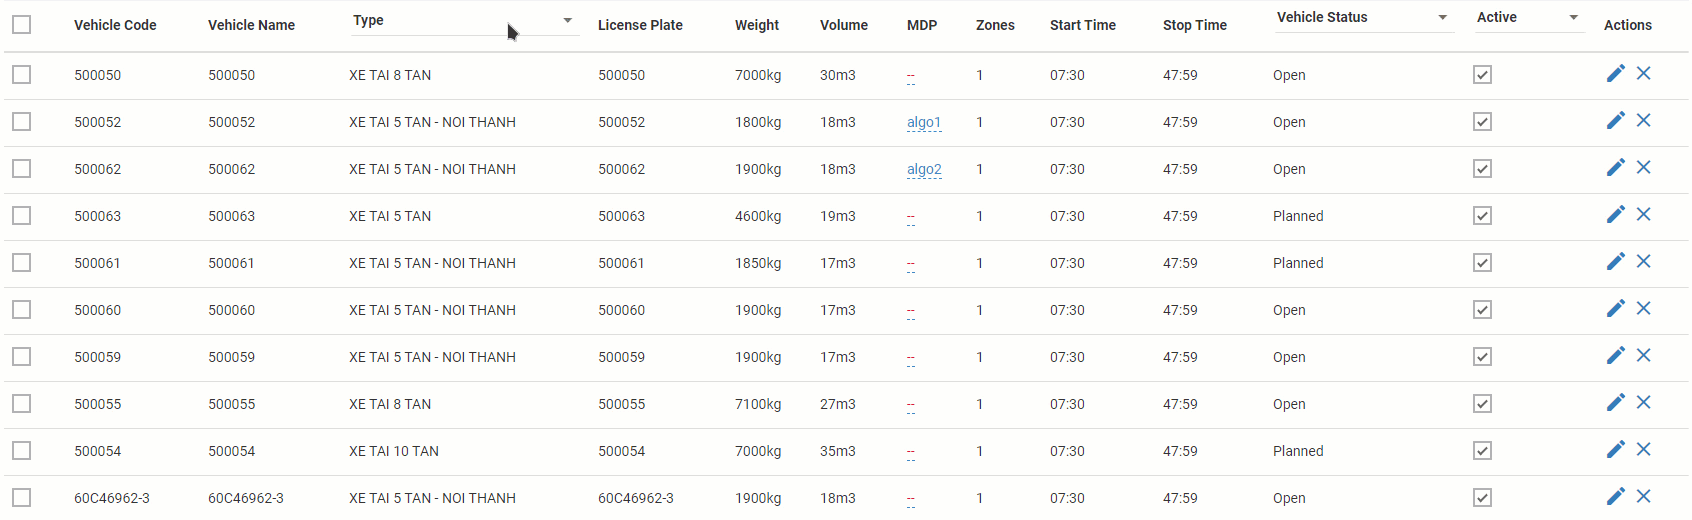 Vehicle Code Vehicle Name Type License Plate Weight Volume MDP Zones Start Time Stop Time Vehicle Status Active Actions
500050 500050 XE TAI 8 TAN 500050 7000kg 30m3 -- 1 07:30 47:59 Open
500052 500052 XE TAI 5 TAN - NOI THANH 500052 1800kg 18m3 algo1 1 07:30 47:59 Open
500062 500062 XE TAI 5 TAN - NOI THANH 500062 1900kg 18m3 algo2 1 07:30 47:59 Open
500063 500063 XE TAI 5 TAN 500063 4600kg 19m3 -- 1 07:30 47:59 Planned
500061 500061 XE TAI 5 TAN - NOI THANH 500061 1850kg 17m3 -- 1 07:30 47:59 Planned
500060 500060 XE TAI 5 TAN - NOI THANH 500060 1900kg 17m3 -- 1 07:30 47:59 Open
500059 500059 XE TAI 5 TAN - NOI THANH 500059 1900kg 17m3 -- 1 07:30 47:59 Open
500055 500055 XE TAI 8 TAN 500055 7100kg 27m3 -- 1 07:30 47:59 Open
500054 500054 XE TAI 10 TAN 500054 7000kg 35m3 -- 1 07:30 47:59 Planned
60C46962-3 60C46962-3 XE TAI 5 TAN - NOI THANH 60C46962-3 1900kg 18m3 -- 1 07:30 47:59 Open